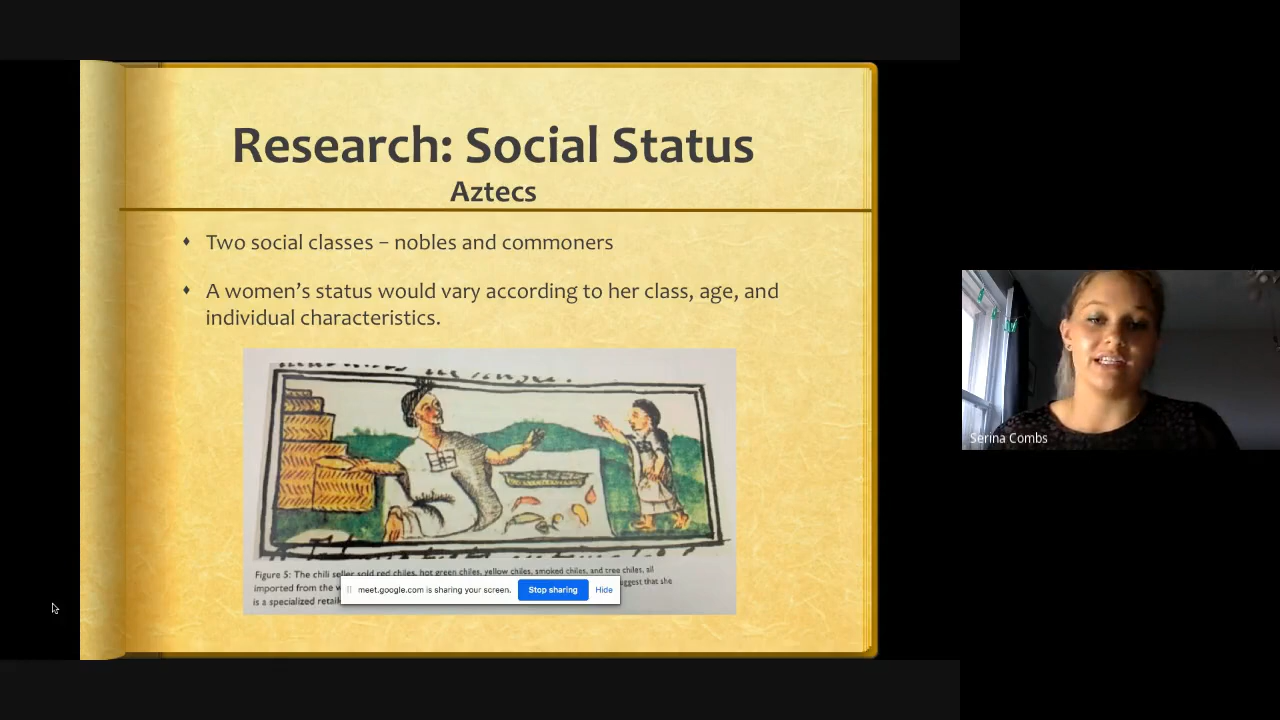 Research: Social Status
Aztecs
Two social classes – nobles and commoners
A women's status would vary according to her class, age, and
individual characteristics.
Figure 5: The chili seller sold red chiles, hot green chiles, yellow chiles, smoked chiles, and tree chiles, all
imported from the
suggest that she
is a specialized
meet.google.com is sharing your screen.
Stop sharing
Hide
Serina Combs